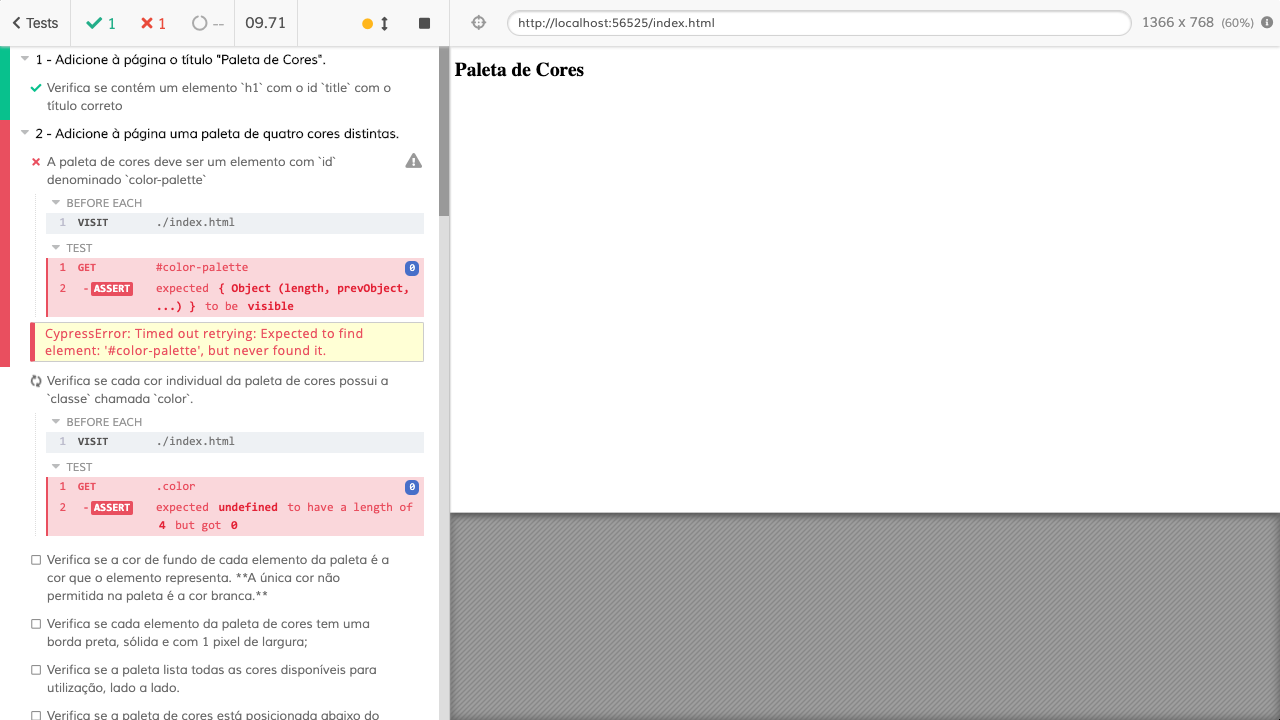 Tests
1
1
--
09.71
http://localhost:56525/index.html
1366 x 768 (60%)
1 - Adicione à página o título "Paleta de Cores".
Verifica se contém um elemento `h1` com o id `title` com o
título correto
2 - Adicione à página uma paleta de quatro cores distintas.
A paleta de cores deve ser um elemento com `id`
denominado `color-palette`
BEFORE EACH
1 VISIT ./index.html
TEST
1 GET #color-palette 0
2 -ASSERT expected { Object (length, prevObject,
...) } to be visible
CypressError: Timed out retrying: Expected to find
element: '#color-palette', but never found it.
Verifica se cada cor individual da paleta de cores possui a
`classe` chamada `color`.
BEFORE EACH
1 VISIT ./index.html
TEST
1 GET .color 0
2 -ASSERT expected undefined to have a length of
4 but got 0
Verifica se a cor de fundo de cada elemento da paleta é a
cor que o elemento representa. **A única cor não
permitida na paleta é a cor branca.**
Verifica se cada elemento da paleta de cores tem uma
borda preta, sólida e com 1 pixel de largura;
Verifica se a paleta lista todas as cores disponíveis para
utilização, lado a lado.
Verifica se a paleta de cores está posicionada abaixo do
Paleta de Cores